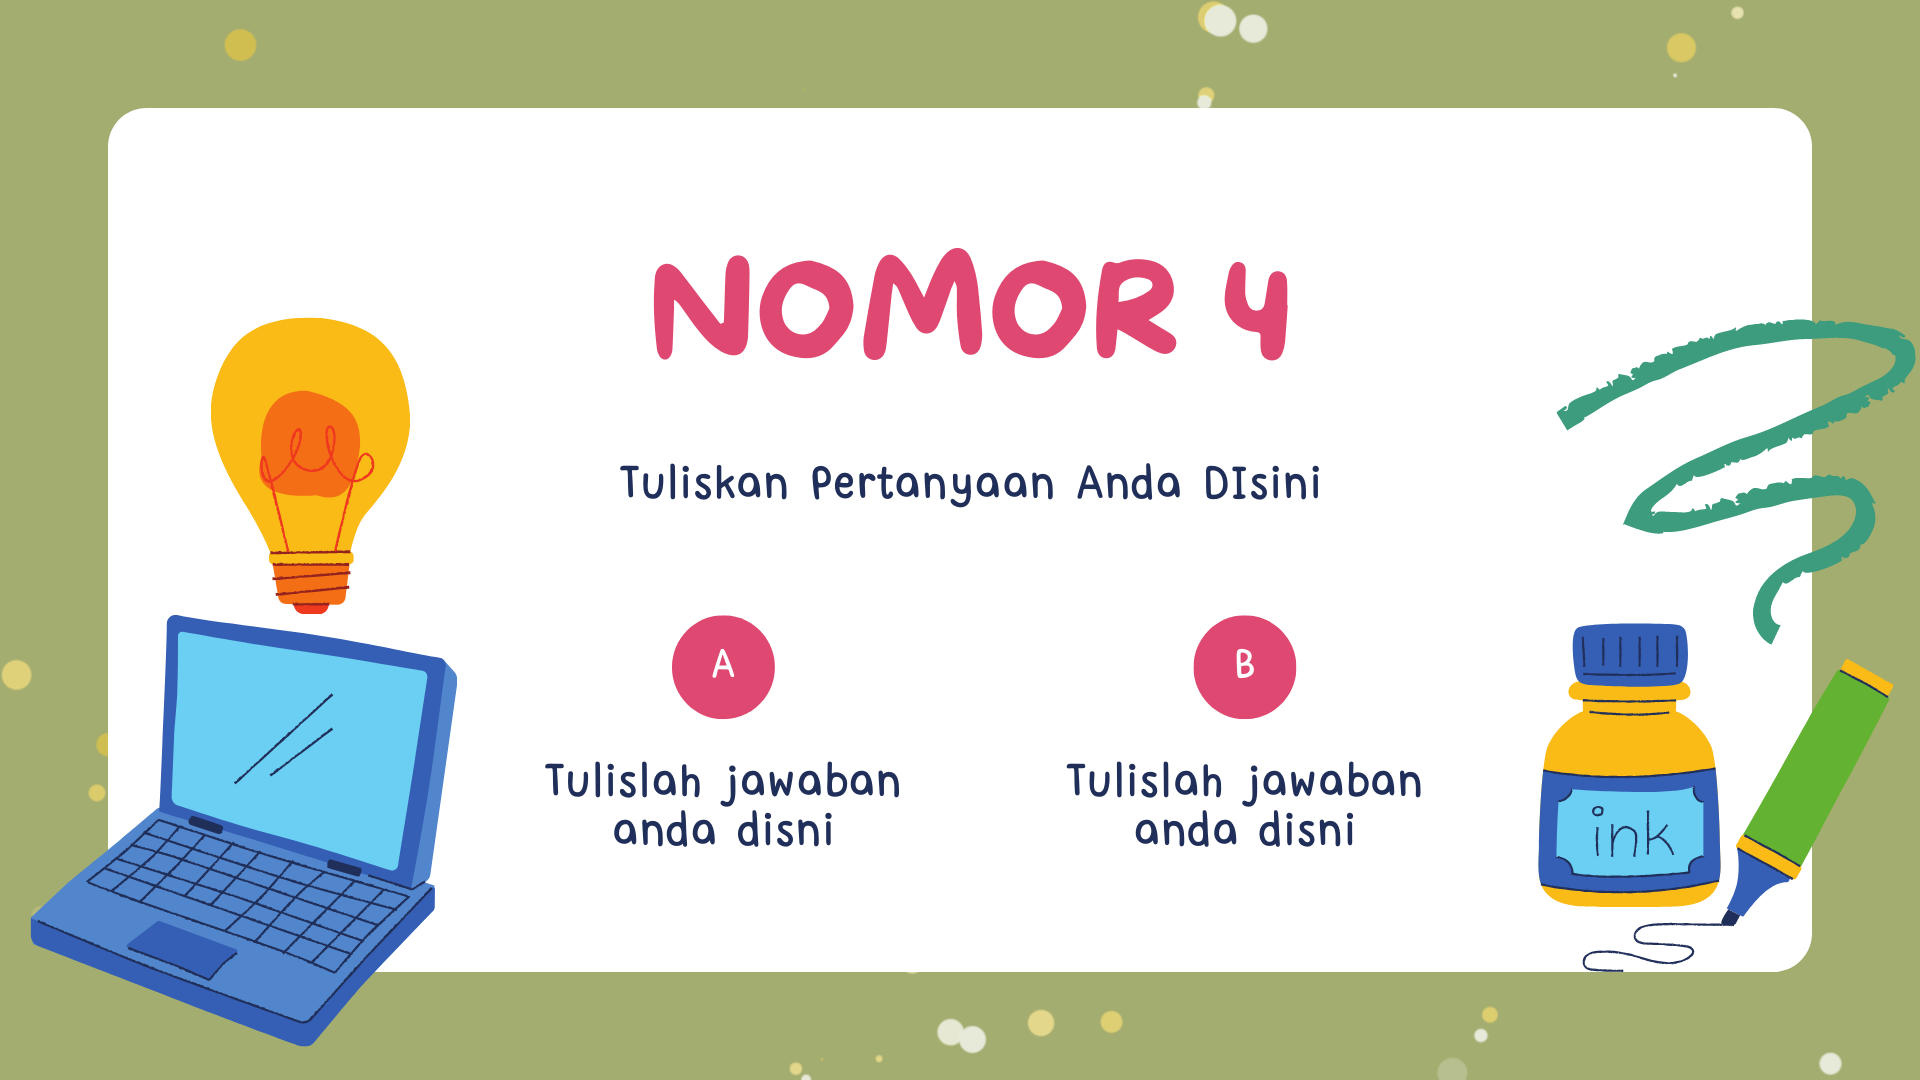 NOMOR 4
Tuliskan Pertanyaan Anda DIsini
A
B
Tulislah jawaban
anda disni
Tulislah jawaban
anda disni
ink